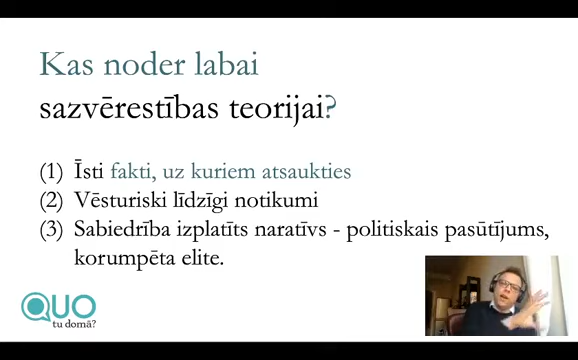 Kas noder labai
sazvērestības teorijai?
(1) Īsti fakti, uz kuriem atsaukties
(2) Vēsturiski līdzīgi notikumi
(3) Sabiedrība izplatīts naratīvs - politiskais pasūtījums,
korumpēta elite.
QUO
tu domā?